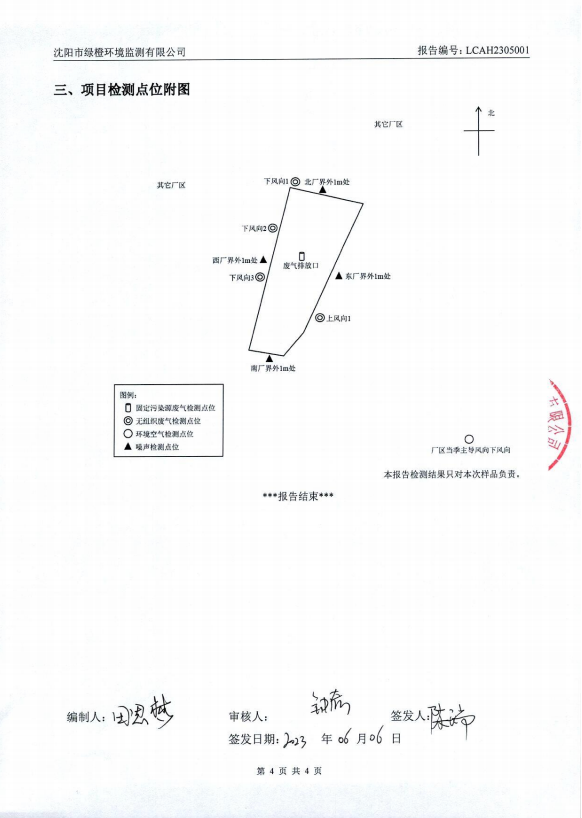 沈阳市绿橙环境监测有限公司 报告编号：LCAH2305001
三、项目检测点位附图
北
其它厂区
其它厂区
下风向1 北厂界外1m处
下风向2
西厂界外1m处
废气排放口
下风向3
东厂界外1m处
上风向1
南厂界外1m处
图例：
固定污染源废气检测点位
无组织废气检测点位
环境空气检测点位
噪声检测点位
限公司
厂区当季主导风向下风向
本报告检测结果只对本次样品负责。
***报告结束***
编制人：田恩梦 审核人： 签发人：陈瑞
签发日期：2023 年 06 月 06 日
第 4 页 共 4 页